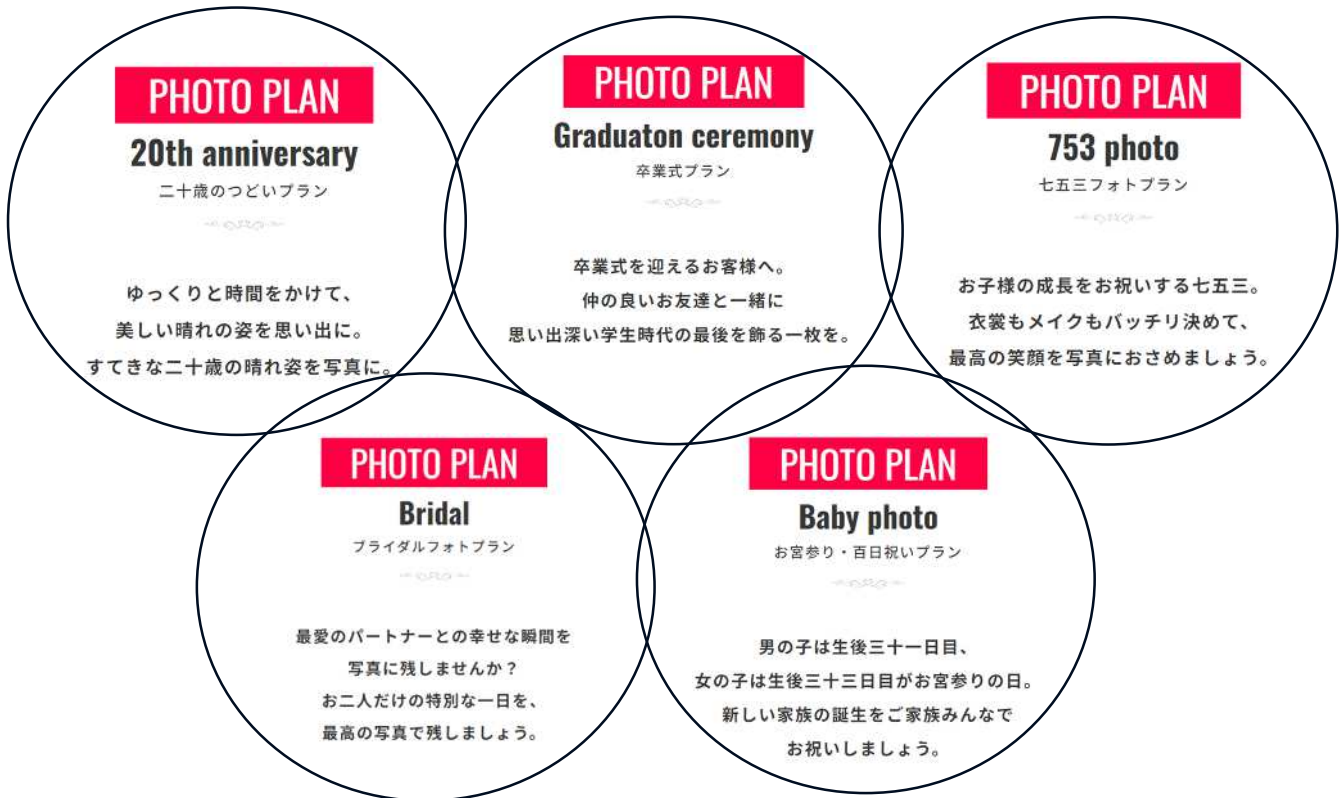 PHOTO PLAN
20th anniversary
二十歳のつどいプラン
ゆっくりと時間をかけて、
美しい晴れの姿を思い出に。
すてきな二十歳の晴れ姿を写真に。
PHOTO PLAN
Graduaton ceremony
卒業式プラン
卒業式を迎えるお客様へ。
仲の良いお友達と一緒に
思い出深い学生時代の最後を飾る一枚を。
PHOTO PLAN
753 photo
七五三フォトプラン
お子様の成長をお祝いする七五三。
衣裳もメイクもバッチリ決めて、
最高の笑顔を写真におさめましょう。
PHOTO PLAN
Bridal
ブライダルフォトプラン
最愛のパートナーとの幸せな瞬間を
写真に残しませんか？
お二人だけの特別な一日を、
最高の写真で残しましょう。
PHOTO PLAN
Baby photo
お宮参り・百日祝いプラン
男の子は生後三十一日目、
女の子は生後三十三日目がお宮参りの日。
新しい家族の誕生をご家族みんなで
お祝いしましょう。